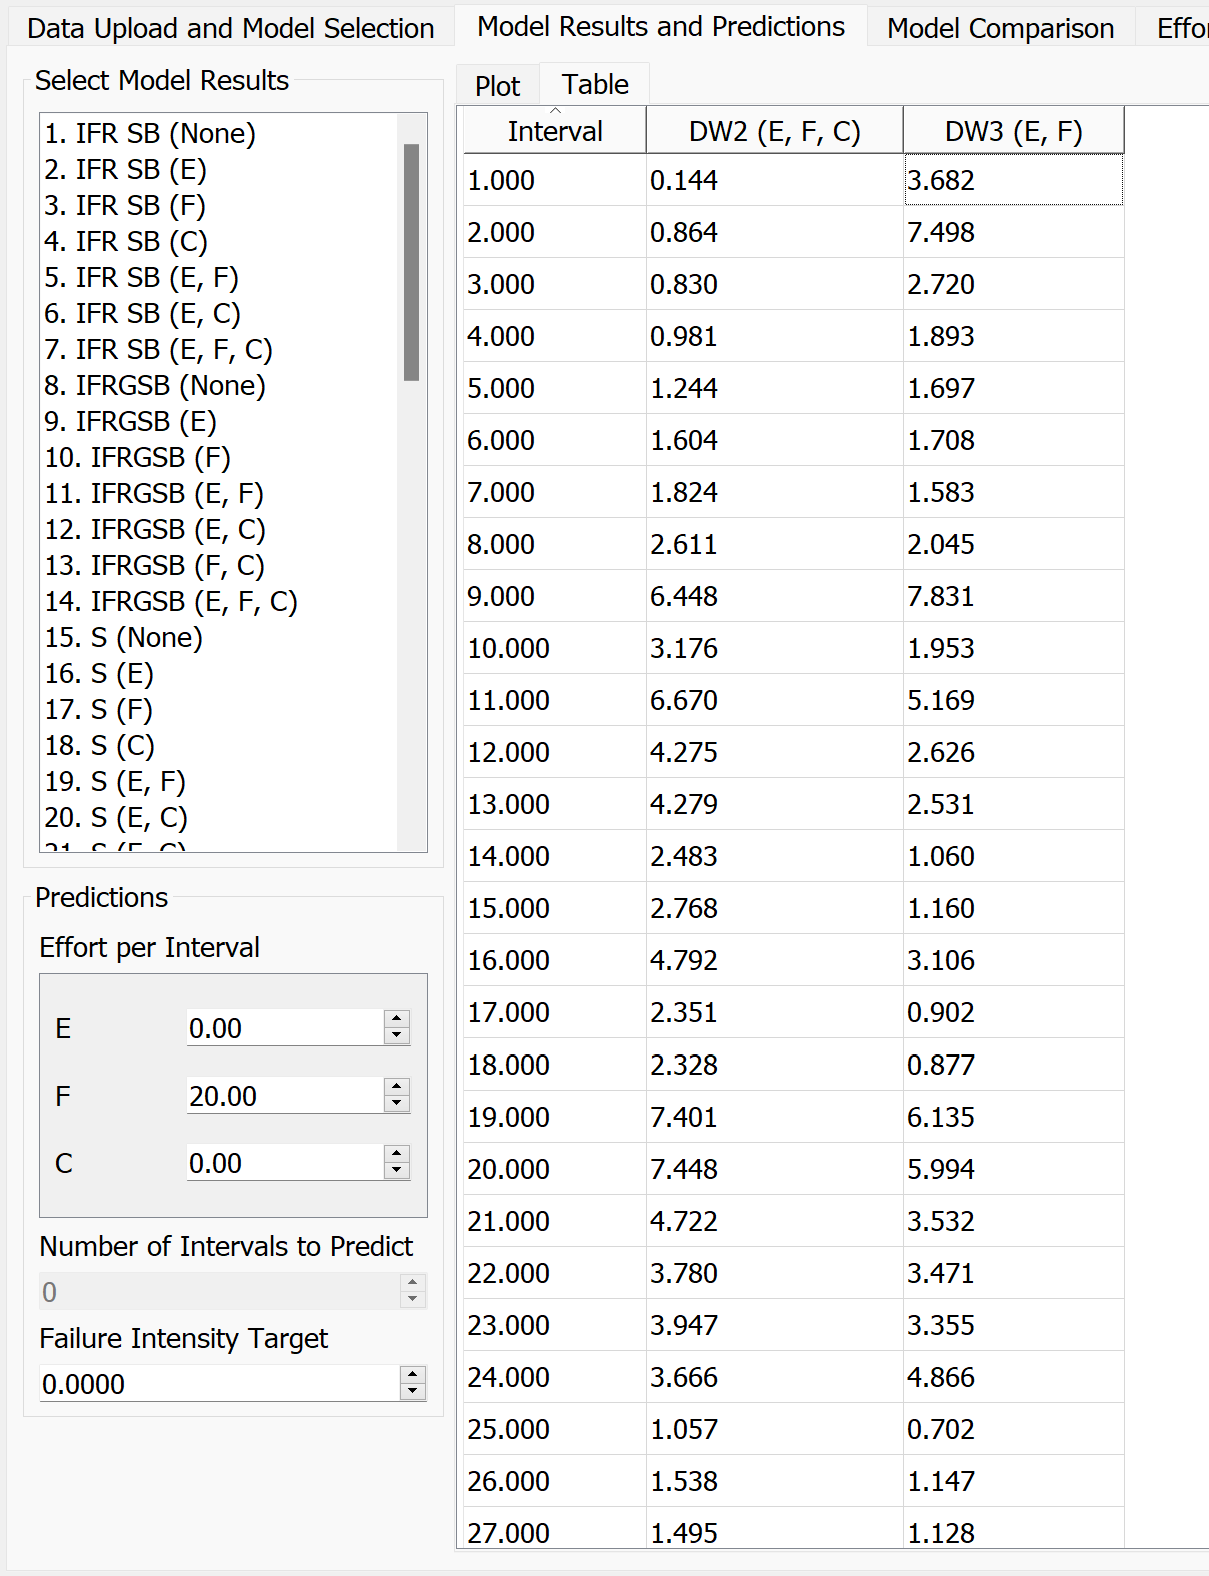 Data Upload and Model Selection
Model Results and Predictions
Model Comparison
Select Model Results
1. IFR SB (None)
2. IFR SB (E)
3. IFR SB (F)
4. IFR SB (C)
5. IFR SB (E, F)
6. IFR SB (E, C)
7. IFR SB (E, F, C)
8. IFRGSB (None)
9. IFRGSB (E)
10. IFRGSB (F)
11. IFRGSB (E, F)
12. IFRGSB (E, C)
13. IFRGSB (F, C)
14. IFRGSB (E, F, C)
15. S (None)
16. S (E)
17. S (F)
18. S (C)
19. S (E, F)
20. S (E, C)
Predictions
Effort per Interval
E 0.00
F 20.00
C 0.00
Number of Intervals to Predict
0
Failure Intensity Target
0.0000
Plot Table
Interval DW2 (E, F, C) DW3 (E, F)
1.000 0.144 3.682
2.000 0.864 7.498
3.000 0.830 2.720
4.000 0.981 1.893
5.000 1.244 1.697
6.000 1.604 1.708
7.000 1.824 1.583
8.000 2.611 2.045
9.000 6.448 7.831
10.000 3.176 1.953
11.000 6.670 5.169
12.000 4.275 2.626
13.000 4.279 2.531
14.000 2.483 1.060
15.000 2.768 1.160
16.000 4.792 3.106
17.000 2.351 0.902
18.000 2.328 0.877
19.000 7.401 6.135
20.000 7.448 5.994
21.000 4.722 3.532
22.000 3.780 3.471
23.000 3.947 3.355
24.000 3.666 4.866
25.000 1.057 0.702
26.000 1.538 1.147
27.000 1.495 1.128